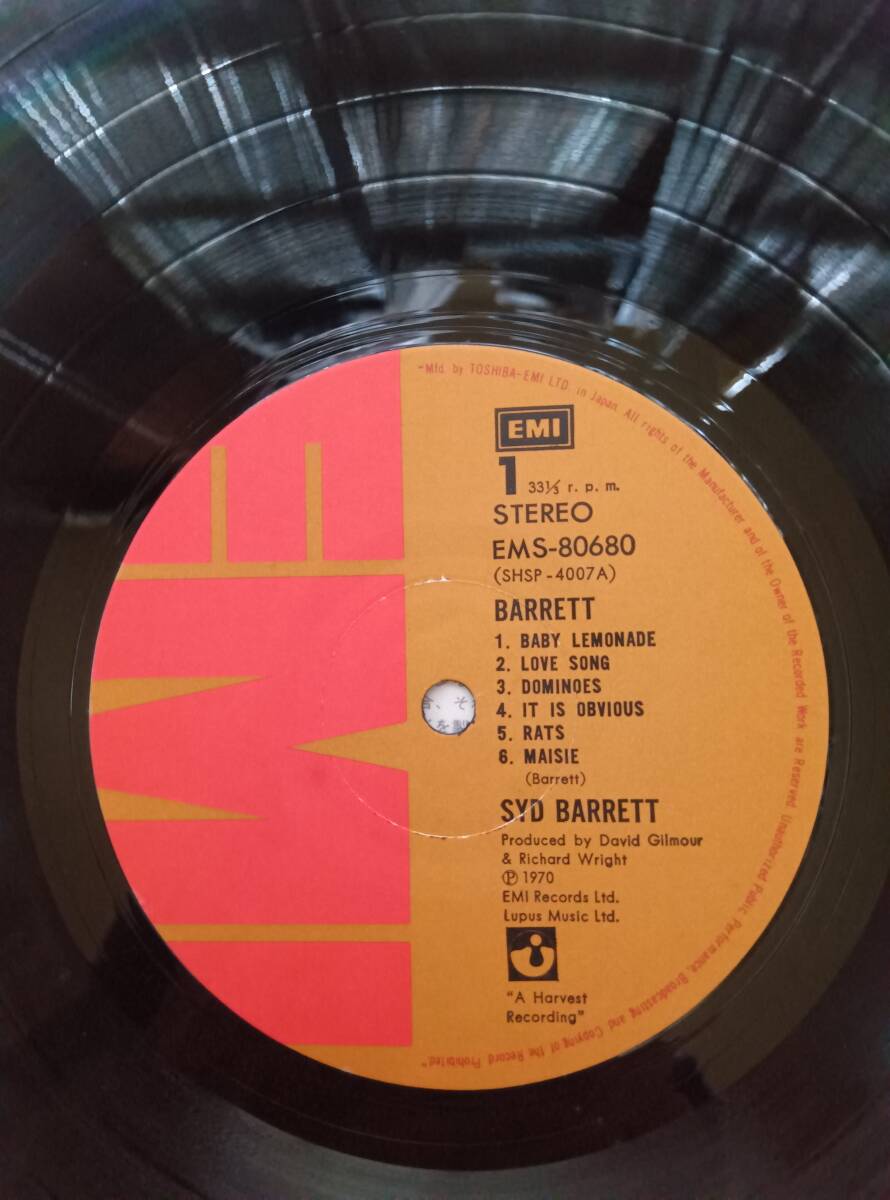 "Mfd. by TOSHIBA-EMI LTD. in Japan. All rights of the Manufacturer and of the Owner of the Recorded Work are Reserved. Unauthorized Public Performance, Broadcasting and Copying of the Record Prohibited"
EMI
EMI
1 33⅓ r. p. m.
STEREO
EMS-80680
(SHSP-4007A)
BARRETT
1. BABY LEMONADE
2. LOVE SONG
3. DOMINOES
4. IT IS OBVIOUS
5. RATS
6. MAISIE
(Barrett)
SYD BARRETT
Produced by David Gilmour
& Richard Wright
Ⓟ 1970
EMI Records Ltd.
Lupus Music Ltd.
"A Harvest
Recording"